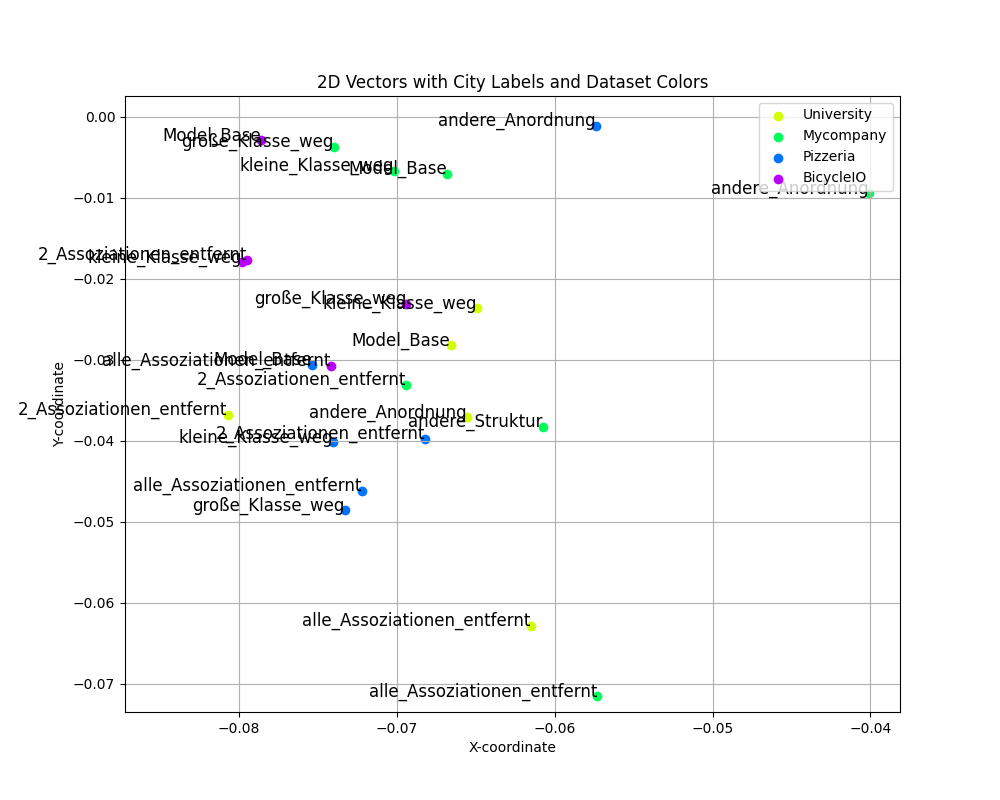 2D Vectors with City Labels and Dataset Colors
University
Mycompany
Pizzeria
BicycleIO
0.00
−0.01
−0.02
−0.03
−0.04
−0.05
−0.06
−0.07
Y-coordinate
andere_Anordnung
Model_Base
große_Klasse_weg
kleine_Klasse_weg
Model_Base
andere_Anordnung
2_Assoziationen_entfernt
kleine_Klasse_weg
große_Klasse_weg
kleine_Klasse_weg
Model_Base
alle_Assoziationen_entfernt
Model_Base
2_Assoziationen_entfernt
2_Assoziationen_entfernt
andere_Anordnung
andere_Struktur
2_Assoziationen_entfernt
kleine_Klasse_weg
alle_Assoziationen_entfernt
große_Klasse_weg
alle_Assoziationen_entfernt
alle_Assoziationen_entfernt
−0.08
−0.07
−0.06
−0.05
−0.04
X-coordinate